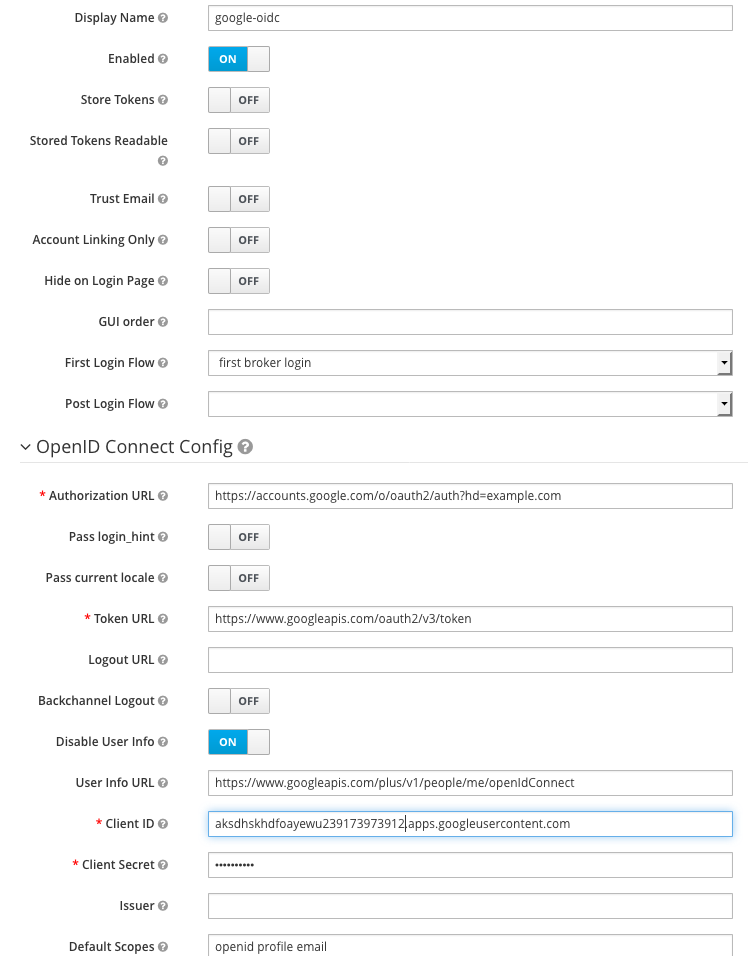 Display Name google-oidc
Enabled ON
Store Tokens OFF
Stored Tokens Readable OFF
Trust Email OFF
Account Linking Only OFF
Hide on Login Page OFF
GUI order
First Login Flow first broker login
Post Login Flow
OpenID Connect Config
* Authorization URL https://accounts.google.com/o/oauth2/auth?hd=example.com
Pass login_hint OFF
Pass current locale OFF
* Token URL https://www.googleapis.com/oauth2/v3/token
Logout URL
Backchannel Logout OFF
Disable User Info ON
User Info URL https://www.googleapis.com/plus/v1/people/me/openIdConnect
* Client ID aksdhskhdfoayewu239173973912.apps.googleusercontent.com
* Client Secret ••••••••••
Issuer
Default Scopes openid profile email